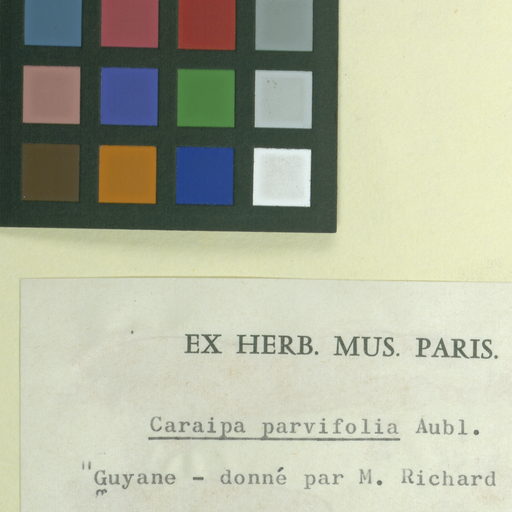 EX HERB. MUS. PARIS.
Caraipa parvifolia Aubl.
"Guyane - donné par M. Richard